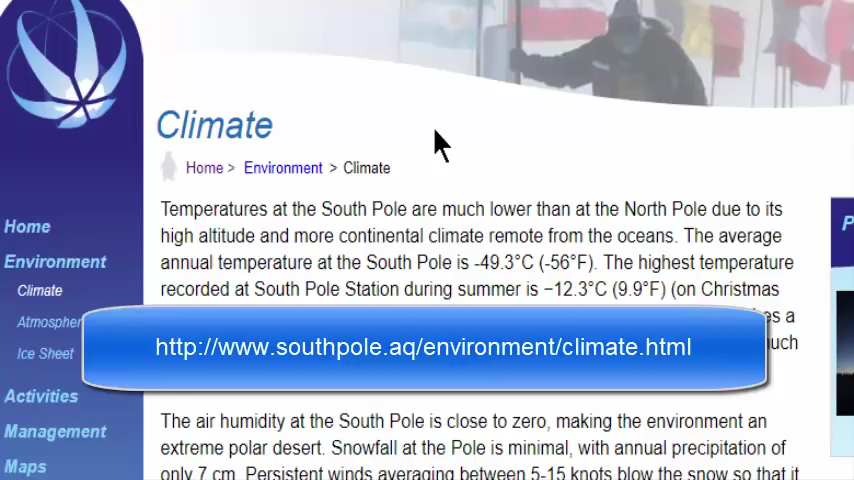 Climate
Home > Environment > Climate
Temperatures at the South Pole are much lower than at the North Pole due to its
high altitude and more continental climate remote from the oceans. The average
annual temperature at the South Pole is -49.3°C (-56°F). The highest temperature
recorded at South Pole Station during summer is −12.3°C (9.9°F) (on Christmas
a
http://www.southpole.aq/environment/climate.html
The air humidity at the South Pole is close to zero, making the environment an
extreme polar desert. Snowfall at the Pole is minimal, with annual precipitation of
only 7 cm. Persistent winds averaging between 5-15 knots blow the snow so that it
Home
Environment
Climate
Ice Sheet
Activities
Management
Maps
P